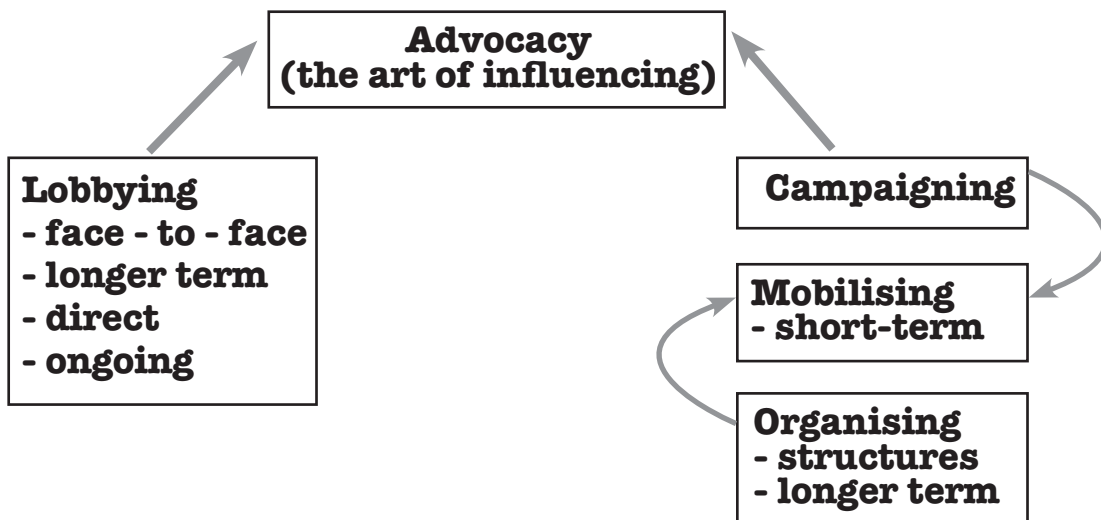 Advocacy
(the art of influencing)
Lobbying
- face - to - face
- longer term
- direct
- ongoing
Campaigning
Mobilising
- short-term
Organising
- structures
- longer term